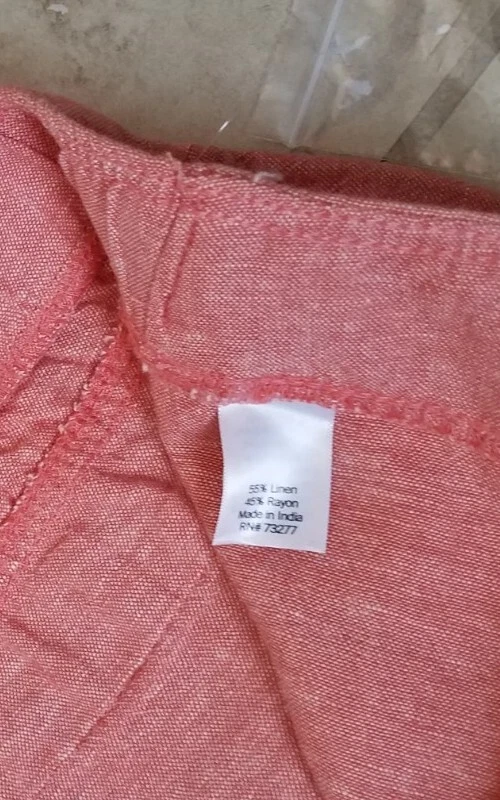 55% Linen
45% Rayon
Made in India
RN# 73277